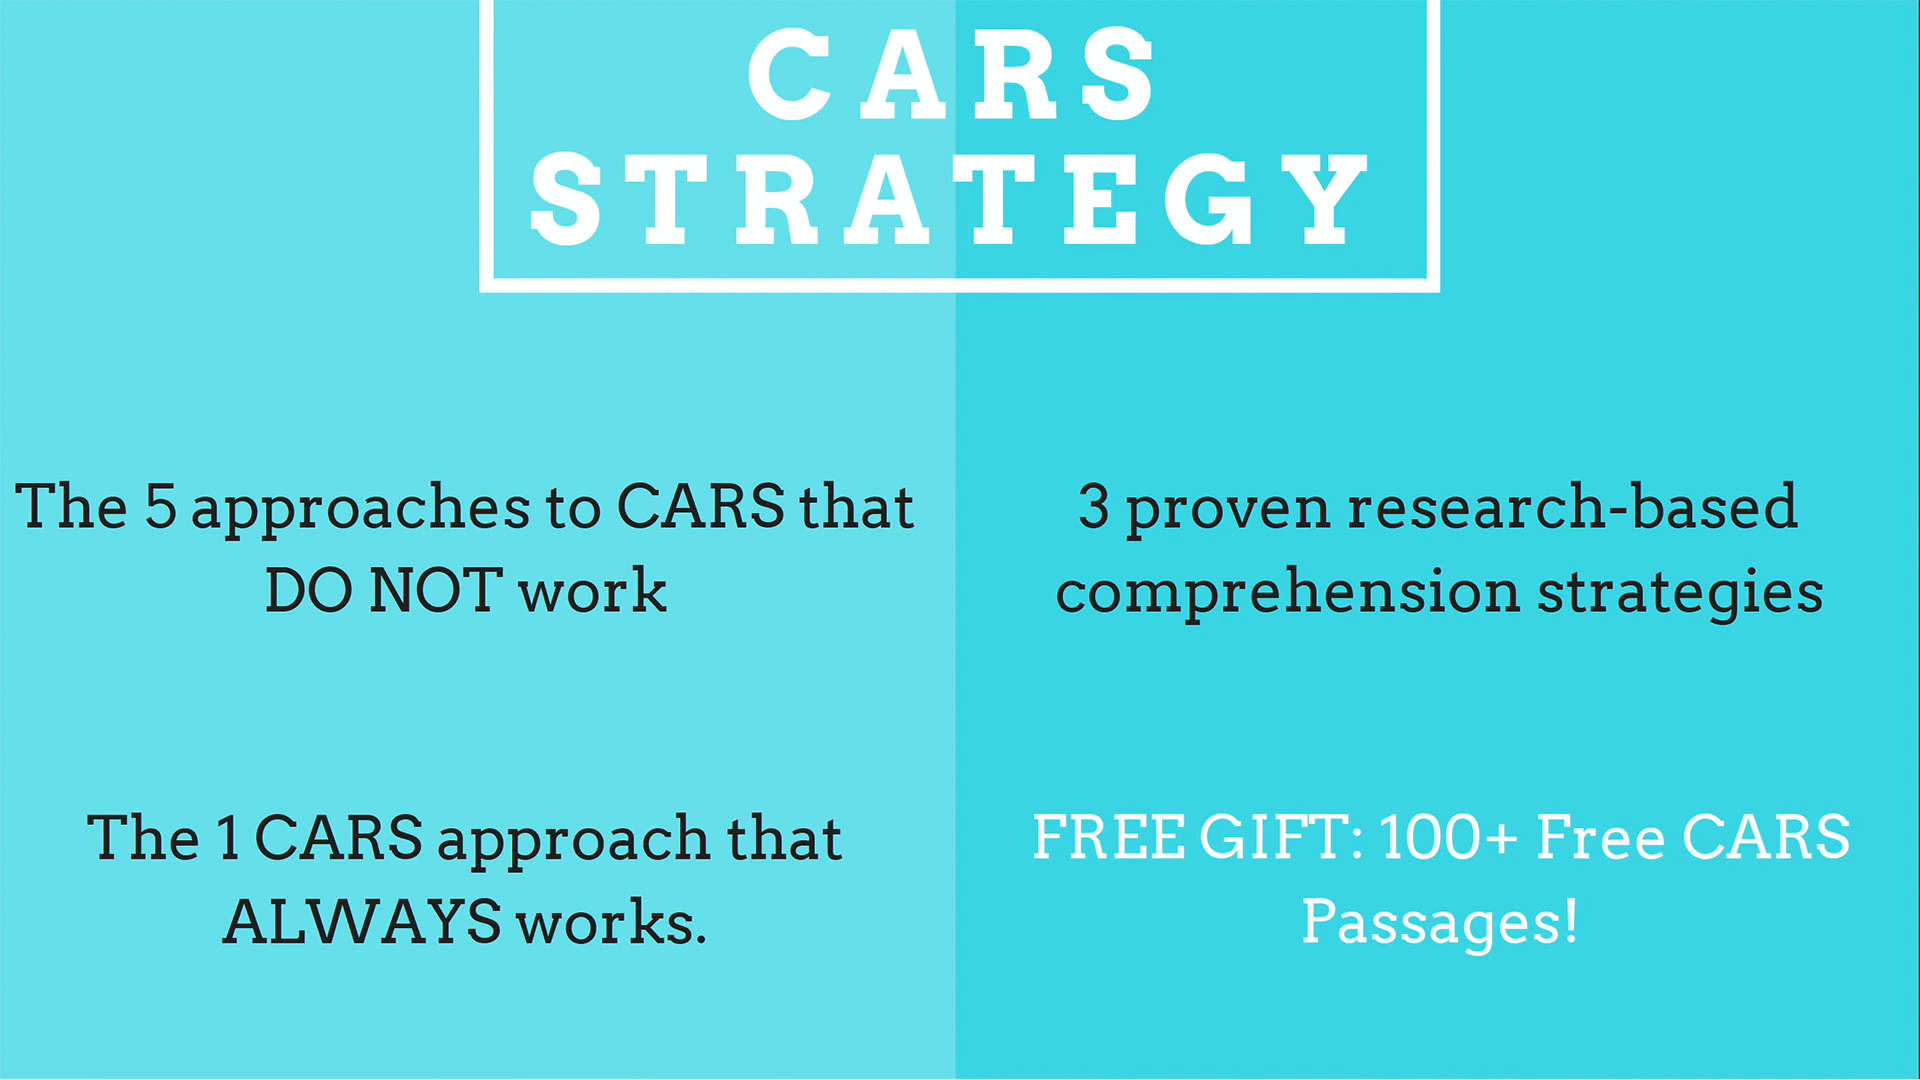 CARS
STRATEGY
The 5 approaches to CARS that
DO NOT work
The 1 CARS approach that
ALWAYS works.
3 proven research-based
comprehension strategies
FREE GIFT: 100+ Free CARS
Passages!